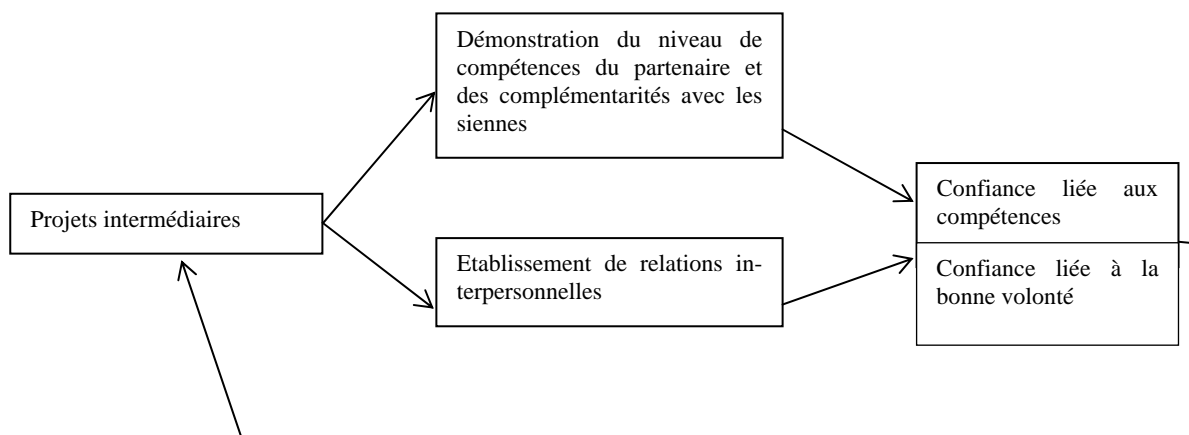 Démonstration du niveau de
compétences du partenaire et
des complémentarités avec les
siennes
Projets intermédiaires
Confiance liée aux
compétences
Etablissement de relations in-
terpersonnelles
Confiance liée à la
bonne volonté